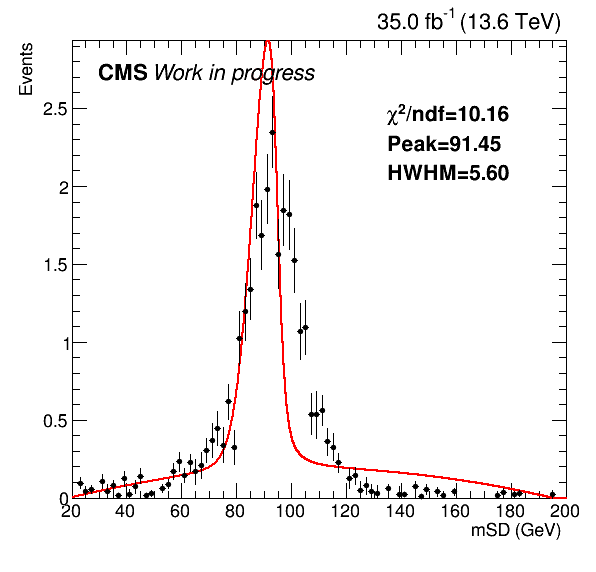 35.0 fb⁻¹ (13.6 TeV)
Events
CMS Work in progress
χ²/ndf=10.16
Peak=91.45
HWHM=5.60
2.5
2
1.5
1
0.5
0
20 40 60 80 100 120 140 160 180 200
mSD (GeV)